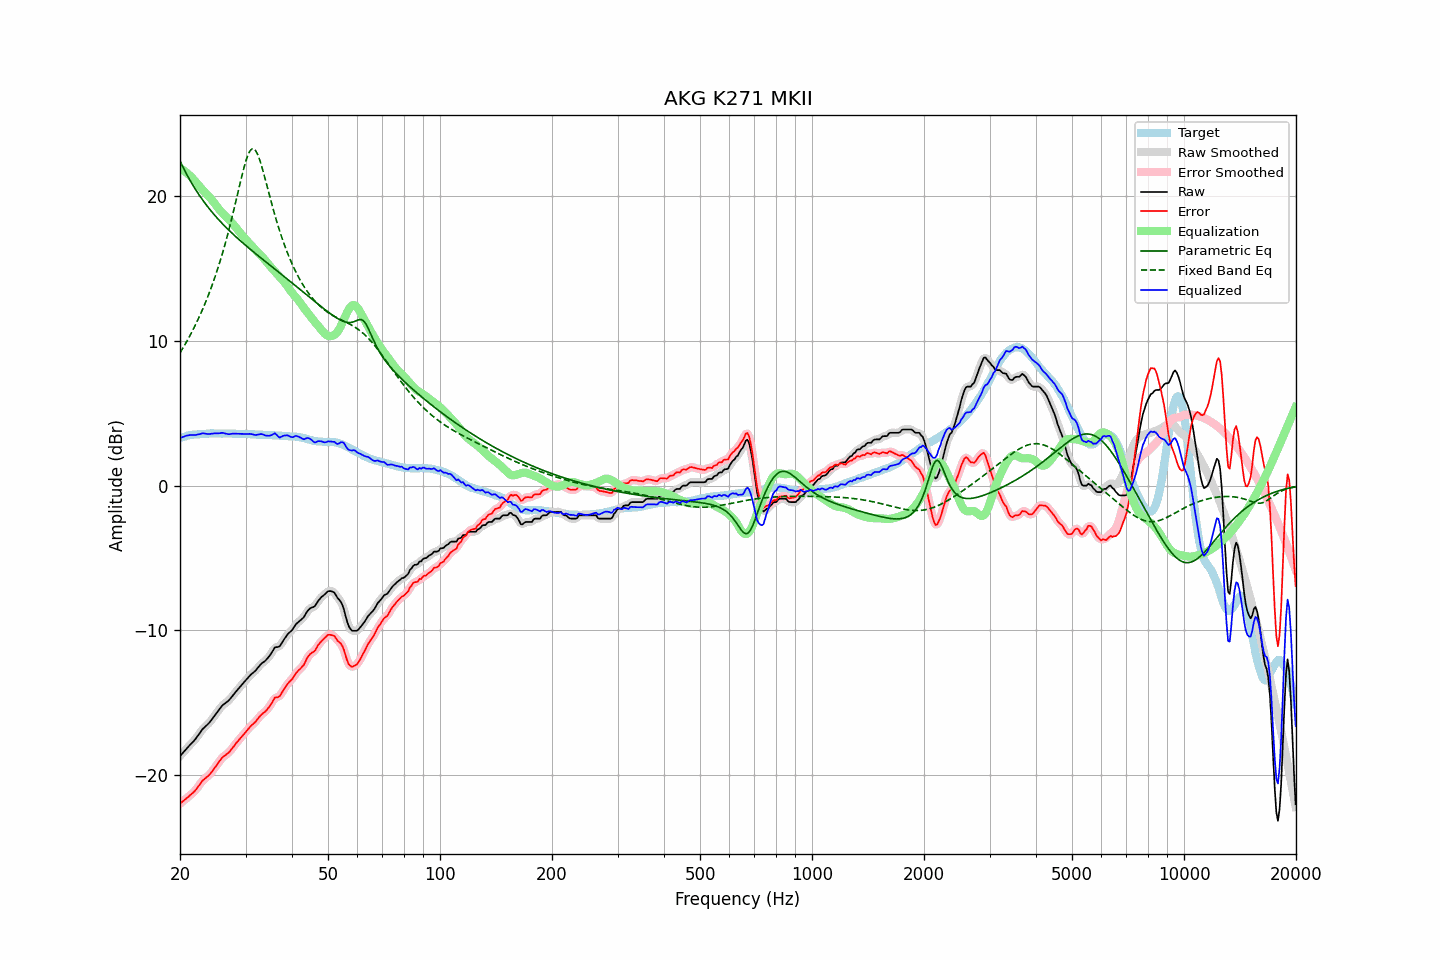 AKG K271 MKII
Target
Raw Smoothed
Error Smoothed
Raw
Error
Equalization
Parametric Eq
Fixed Band Eq
Equalized
Amplitude (dBr)
20
10
0
−10
−20
20 50 100 200 500 1000 2000 5000 10000 20000
Frequency (Hz)